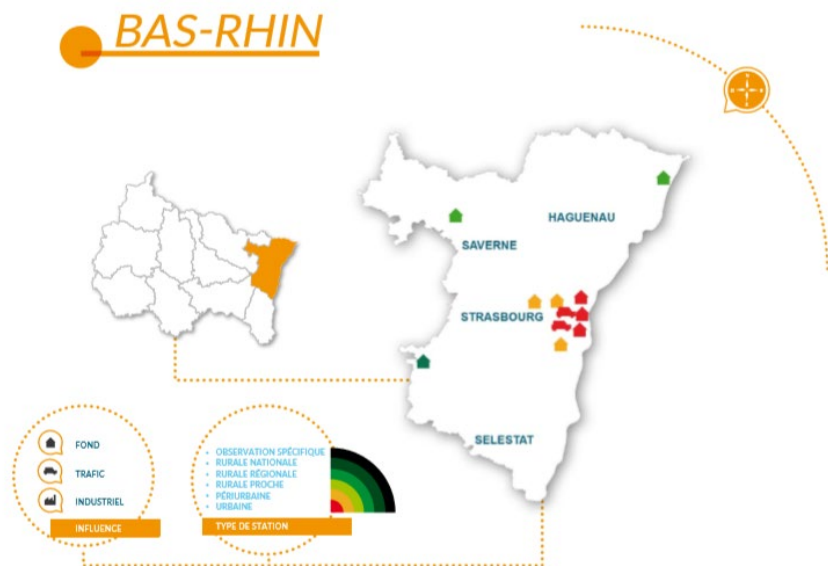 BAS-RHIN
HAGUENAU
SAVERNE
STRASBOURG
SELESTAT
FOND
TRAFIC
INDUSTRIEL
INFLUENCE
• OBSERVATION SPÉCIFIQUE
• RURALE NATIONALE
• RURALE RÉGIONALE
• RURALE PROCHE
• PÉRIURBAINE
• URBAINE
TYPE DE STATION